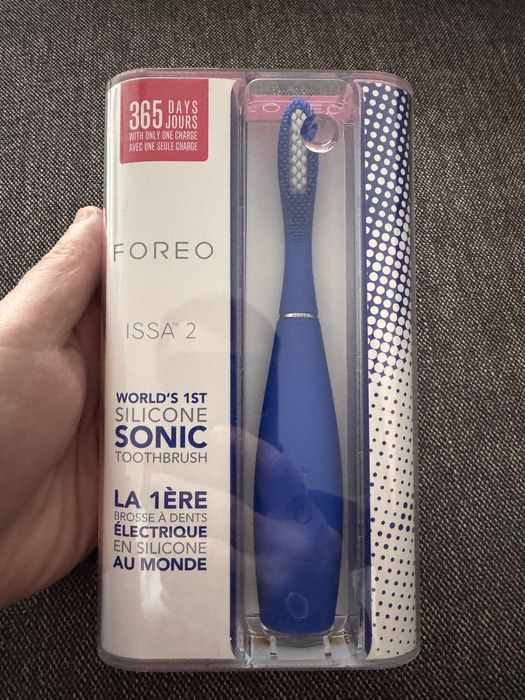 365 DAYS
JOURS
WITH ONLY ONE CHARGE
AVEC UNE SEULE CHARGE
FOREO
ISSA™ 2
WORLD'S 1ST
SILICONE
SONIC
TOOTHBRUSH
LA 1ÈRE
BROSSE À DENTS
ÉLECTRIQUE
EN SILICONE
AU MONDE